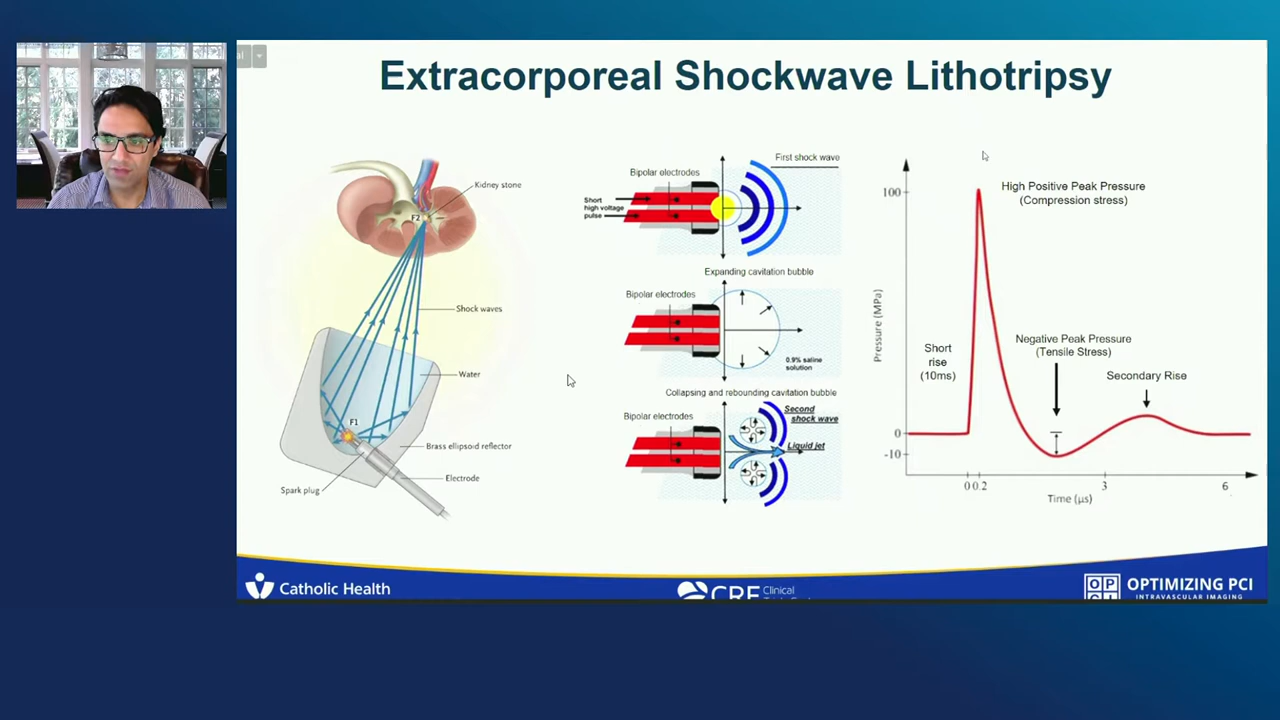 Extracorporeal Shockwave Lithotripsy
Kidney stone
F2
Shock waves
Water
F1
Brass ellipsoid reflector
Electrode
Spark plug
First shock wave
Bipolar electrodes
Short
high voltage
pulse
Expanding cavitation bubble
Bipolar electrodes
0.9% saline
solution
Collapsing and rebounding cavitation bubble
Bipolar electrodes
Second
shock wave
Liquid jet
100
High Positive Peak Pressure
(Compression stress)
Pressure (MPa)
Short
rise
(10ms)
Negative Peak Pressure
(Tensile Stress)
Secondary Rise
0
-10
0 0.2 3 6
Time (μs)
Catholic Health
CRF Clinical
OPTIMIZING PCI
INTRAVASCULAR IMAGING